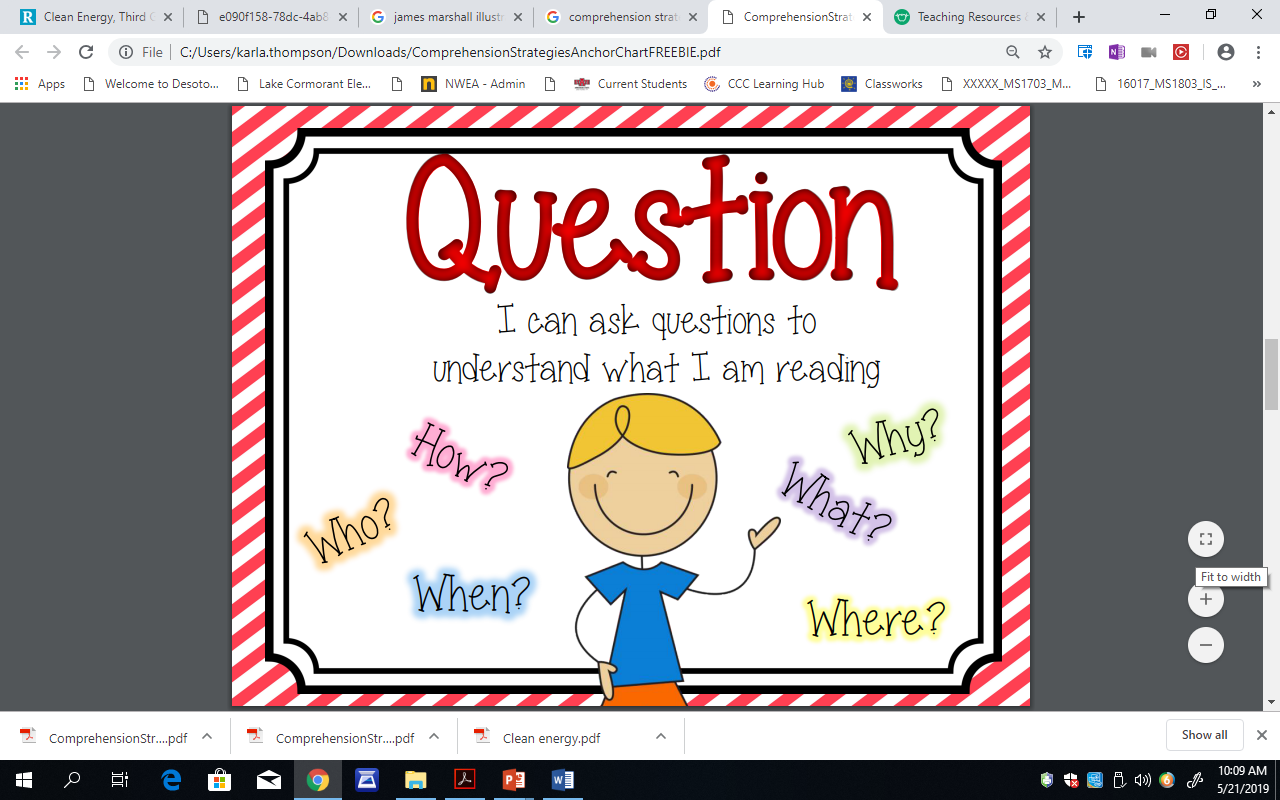 Clean Energy, Third C
e090f158-78dc-4ab8
james marshall illustr
comprehension strat
ComprehensionStrat
Teaching Resources
File
C:/Users/karla.thompson/Downloads/ComprehensionStrategiesAnchorChartFREEBIE.pdf
Apps
Welcome to Desoto...
Lake Cormorant Ele...
NWEA - Admin
Current Students
CCC Learning Hub
Classworks
XXXXX_MS1703_M...
16017_MS1803_IS_...
Question
I can ask questions to
understand what I am reading
How?
Why?
What?
Who?
When?
Where?
Fit to width
ComprehensionStr....pdf
ComprehensionStr....pdf
Clean energy.pdf
Show all
10:09 AM
5/21/2019